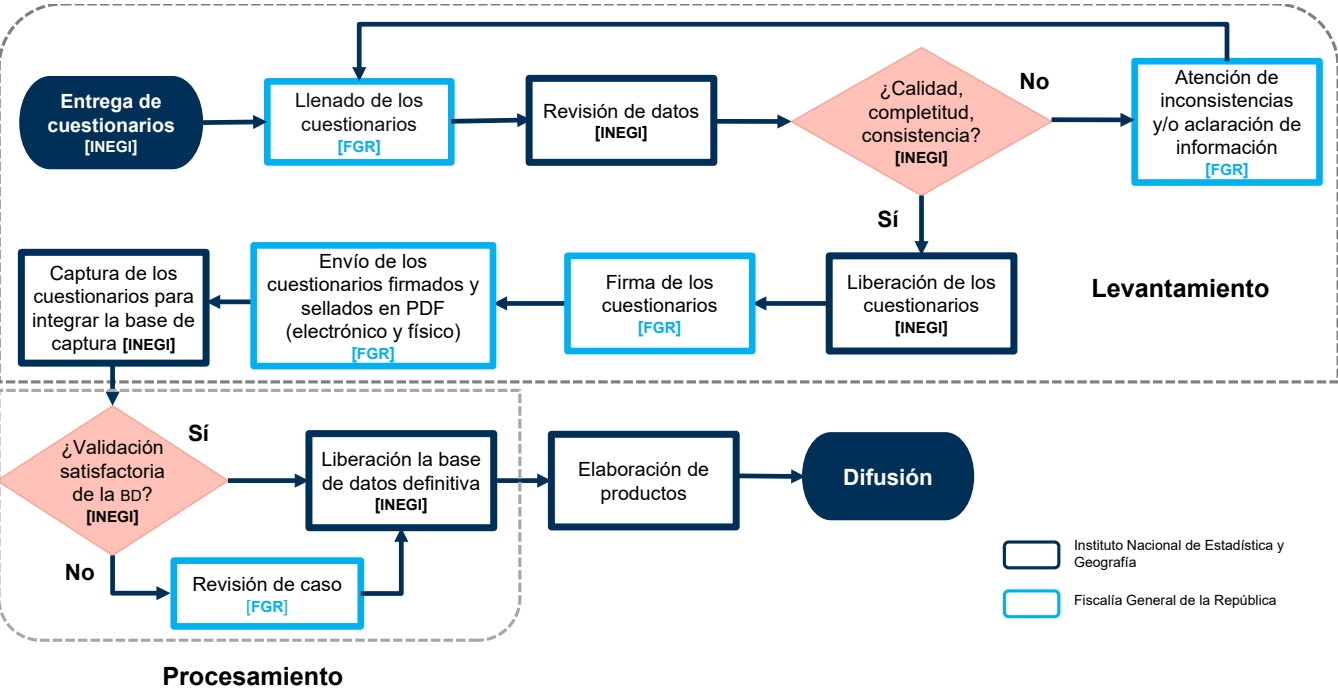 Entrega de
cuestionarios
[INEGI]
Llenado de los
cuestionarios
[FGR]
Revisión de datos
[INEGI]
¿Calidad,
completitud,
consistencia?
[INEGI]
No
Atención de
inconsistencias
y/o aclaración de
información
[FGR]
Sí
Captura de los
cuestionarios para
integrar la base de
captura [INEGI]
Envío de los
cuestionarios firmados y
sellados en PDF
(electrónico y físico)
[FGR]
Firma de los
cuestionarios
[FGR]
Liberación de los
cuestionarios
[INEGI]
Levantamiento
¿Validación
satisfactoria
de la BD?
[INEGI]
Sí
Liberación la base
de datos definitiva
[INEGI]
Elaboración de
productos
Difusión
No
Revisión de caso
[FGR]
Instituto Nacional de Estadística y
Geografía
Fiscalía General de la República
Procesamiento